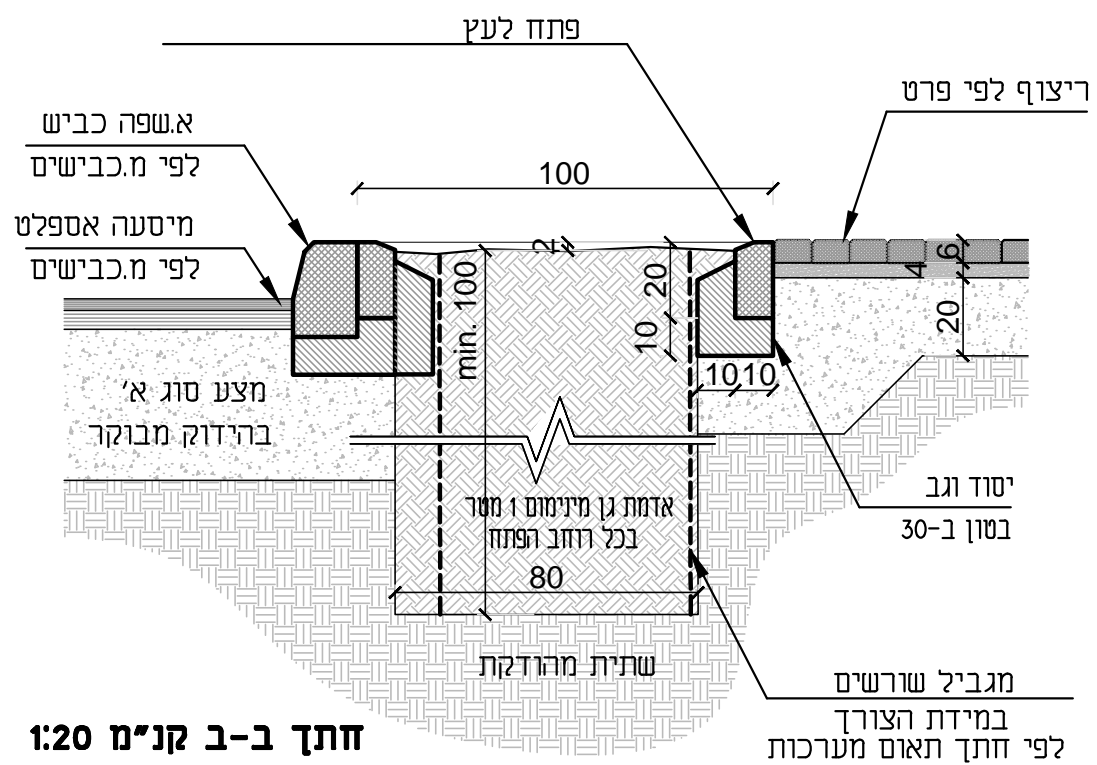 פתח לעץ
ריצוף לפי פרט
א.שפה כביש
לפי מ.כבישים
100
מיסעה אספלט
לפי מ.כבישים
2
6
4
20
min. 100
20
10
10
10
מצע סוג א'
בהידוק מבוקר
יסוד וגב
בטון ב-30
אדמת גן מינימום 1 מטר
בכל רוחב הפתח
80
שתית מהודקת
מגביל שורשים
במידת הצורך
לפי חתך תאום מערכות
חתך ב-ב קנ"מ 1:20